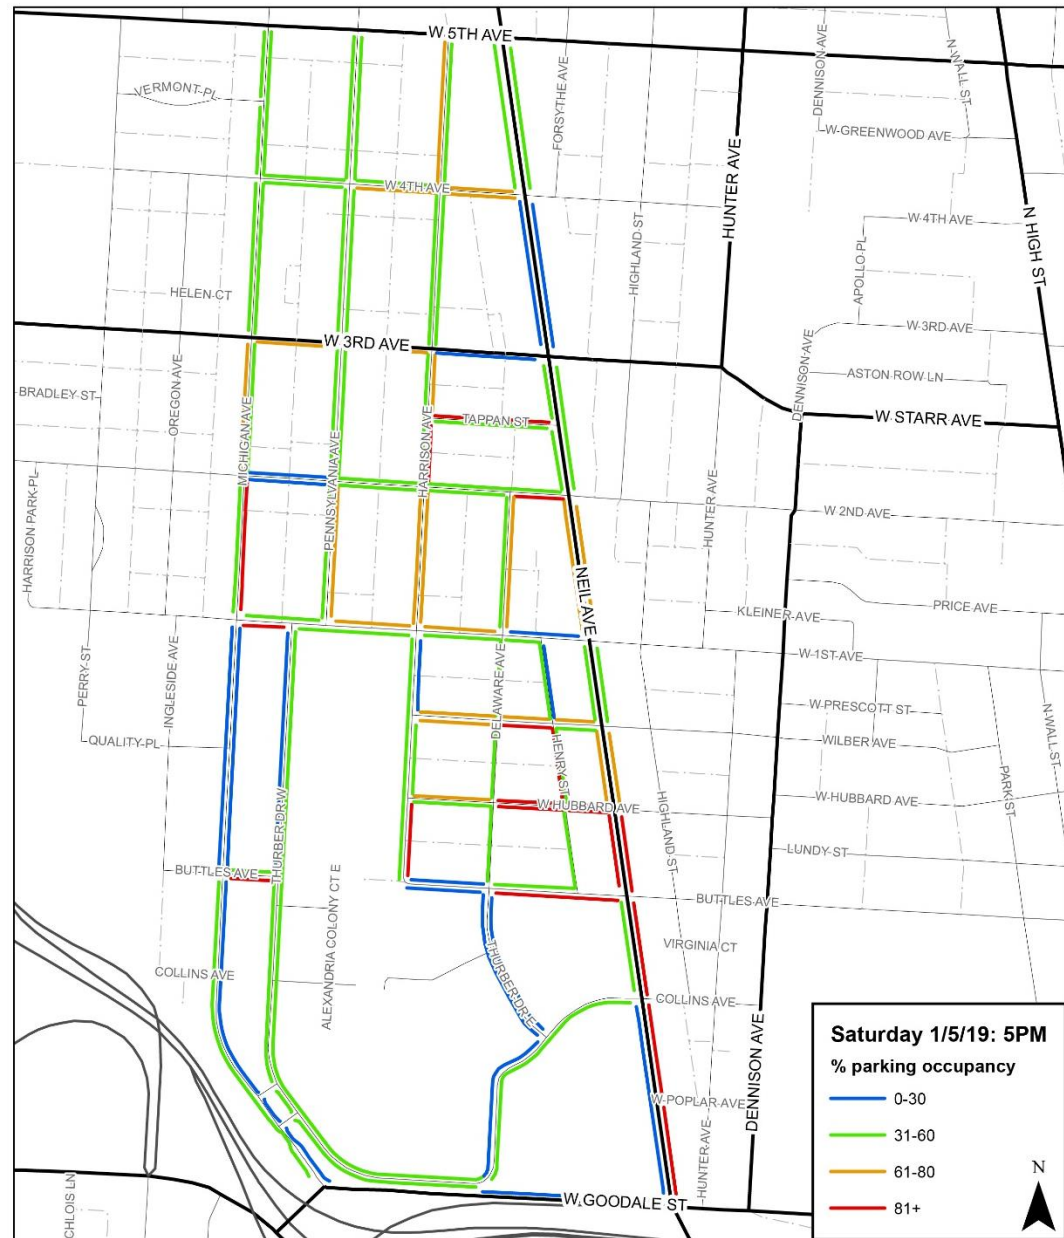 W 5TH AVE
DENNISON AVE
N WALL ST
FORSYTHE AVE
VERMONT PL
W GREENWOOD AVE
HUNTER AVE
W 4TH AVE
W 4TH AVE
N HIGH ST
HIGHLAND ST
APOLLO PL
HELEN CT
W 3RD AVE
W 3RD AVE
OREGON AVE
DENNISON AVE
ASTON ROW LN
BRADLEY ST
MICHIGAN AVE
HARRISON AVE
TAPPAN ST
W STARR AVE
PENNSYLVANIA AVE
HARRISON PARK PL
HUNTER AVE
W 2ND AVE
NEIL AVE
KLEINER AVE
PRICE AVE
PERRY ST
INGLESIDE AVE
DELAWARE AVE
W 1ST AVE
W PRESCOTT ST
N WALL ST
QUALITY PL
HENRY ST
WILBER AVE
THURBER DR W
W HUBBARD AVE
HIGHLAND ST
W HUBBARD AVE
PARK ST
LUNDY ST
BUTTLES AVE
ALEXANDRIA COLONY CT E
BUTTLES AVE
VIRGINIA CT
COLLINS AVE
THURBER DR E
COLLINS AVE
DENNISON AVE
W POPLAR AVE
HUNTER AVE
CHLOIS LN
W GOODALE ST
Saturday 1/5/19: 5PM
% parking occupancy
0-30
31-60
61-80
81+
N